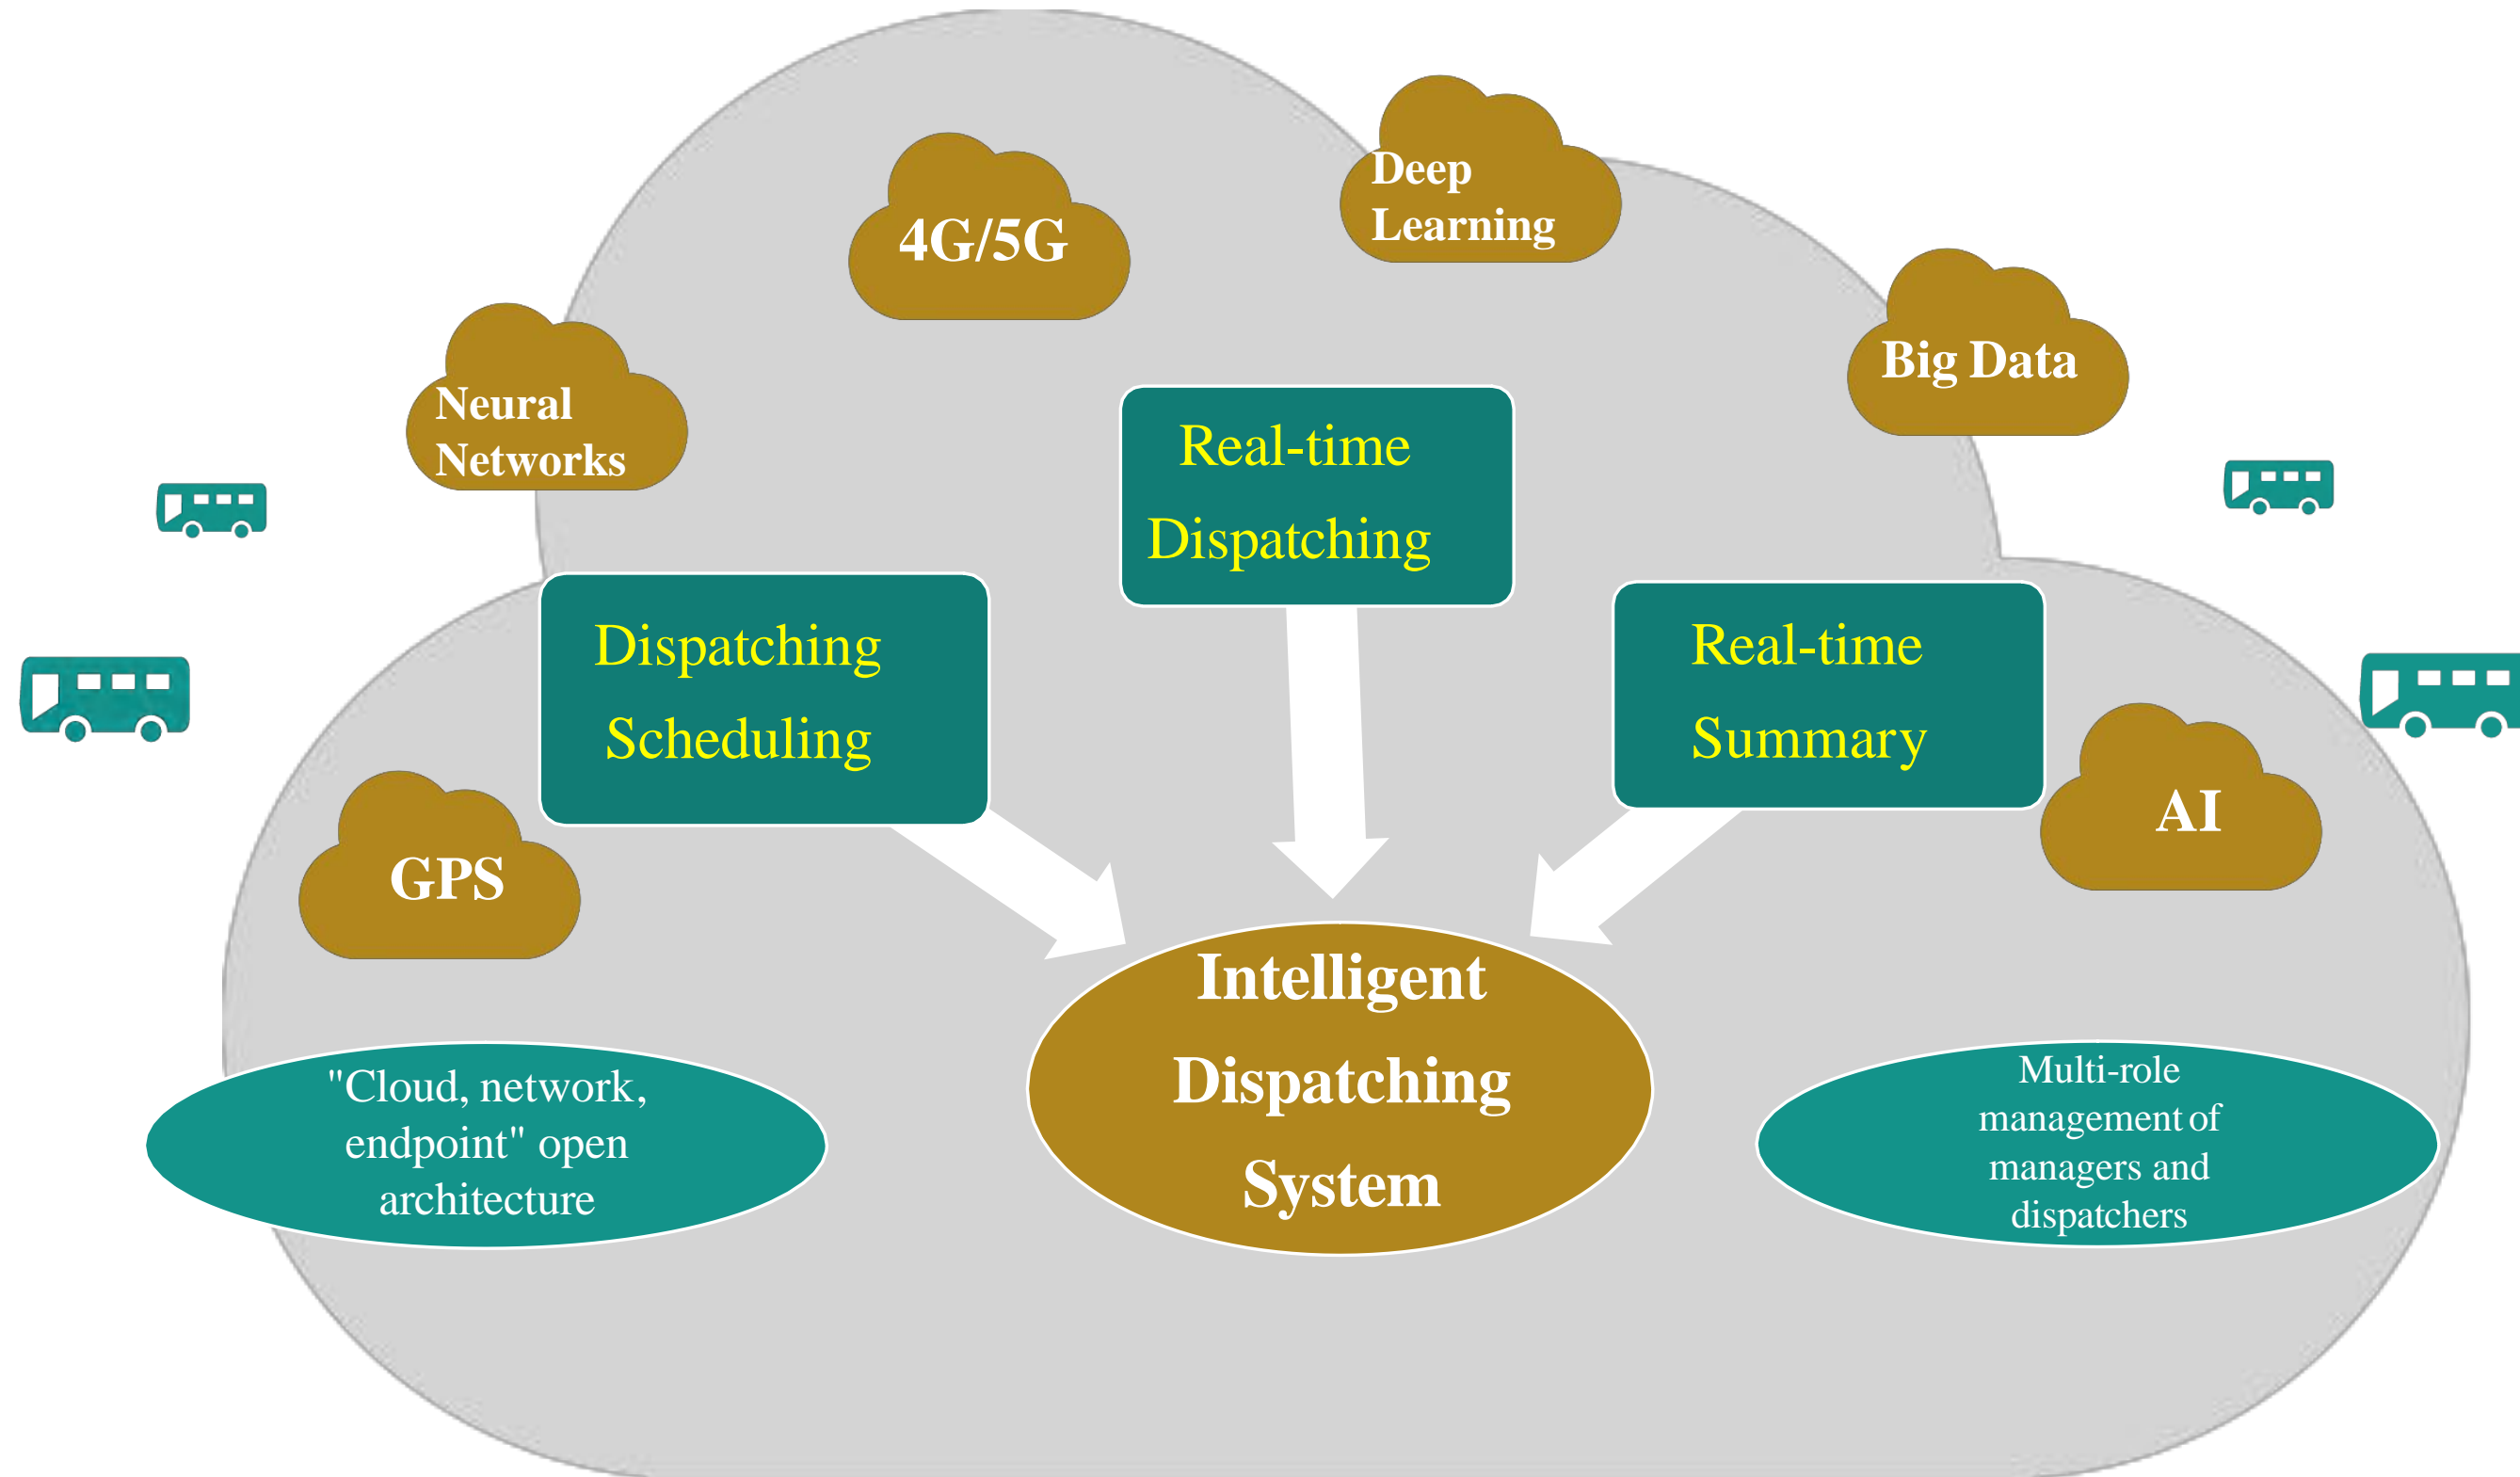 Deep
Learning
4G/5G
Big Data
Neural
Networks
Real-time
Dispatching
Dispatching
Scheduling
Real-time
Summary
AI
GPS
Intelligent
Dispatching
System
"Cloud, network,
endpoint" open
architecture
Multi-role
management of
managers and
dispatchers